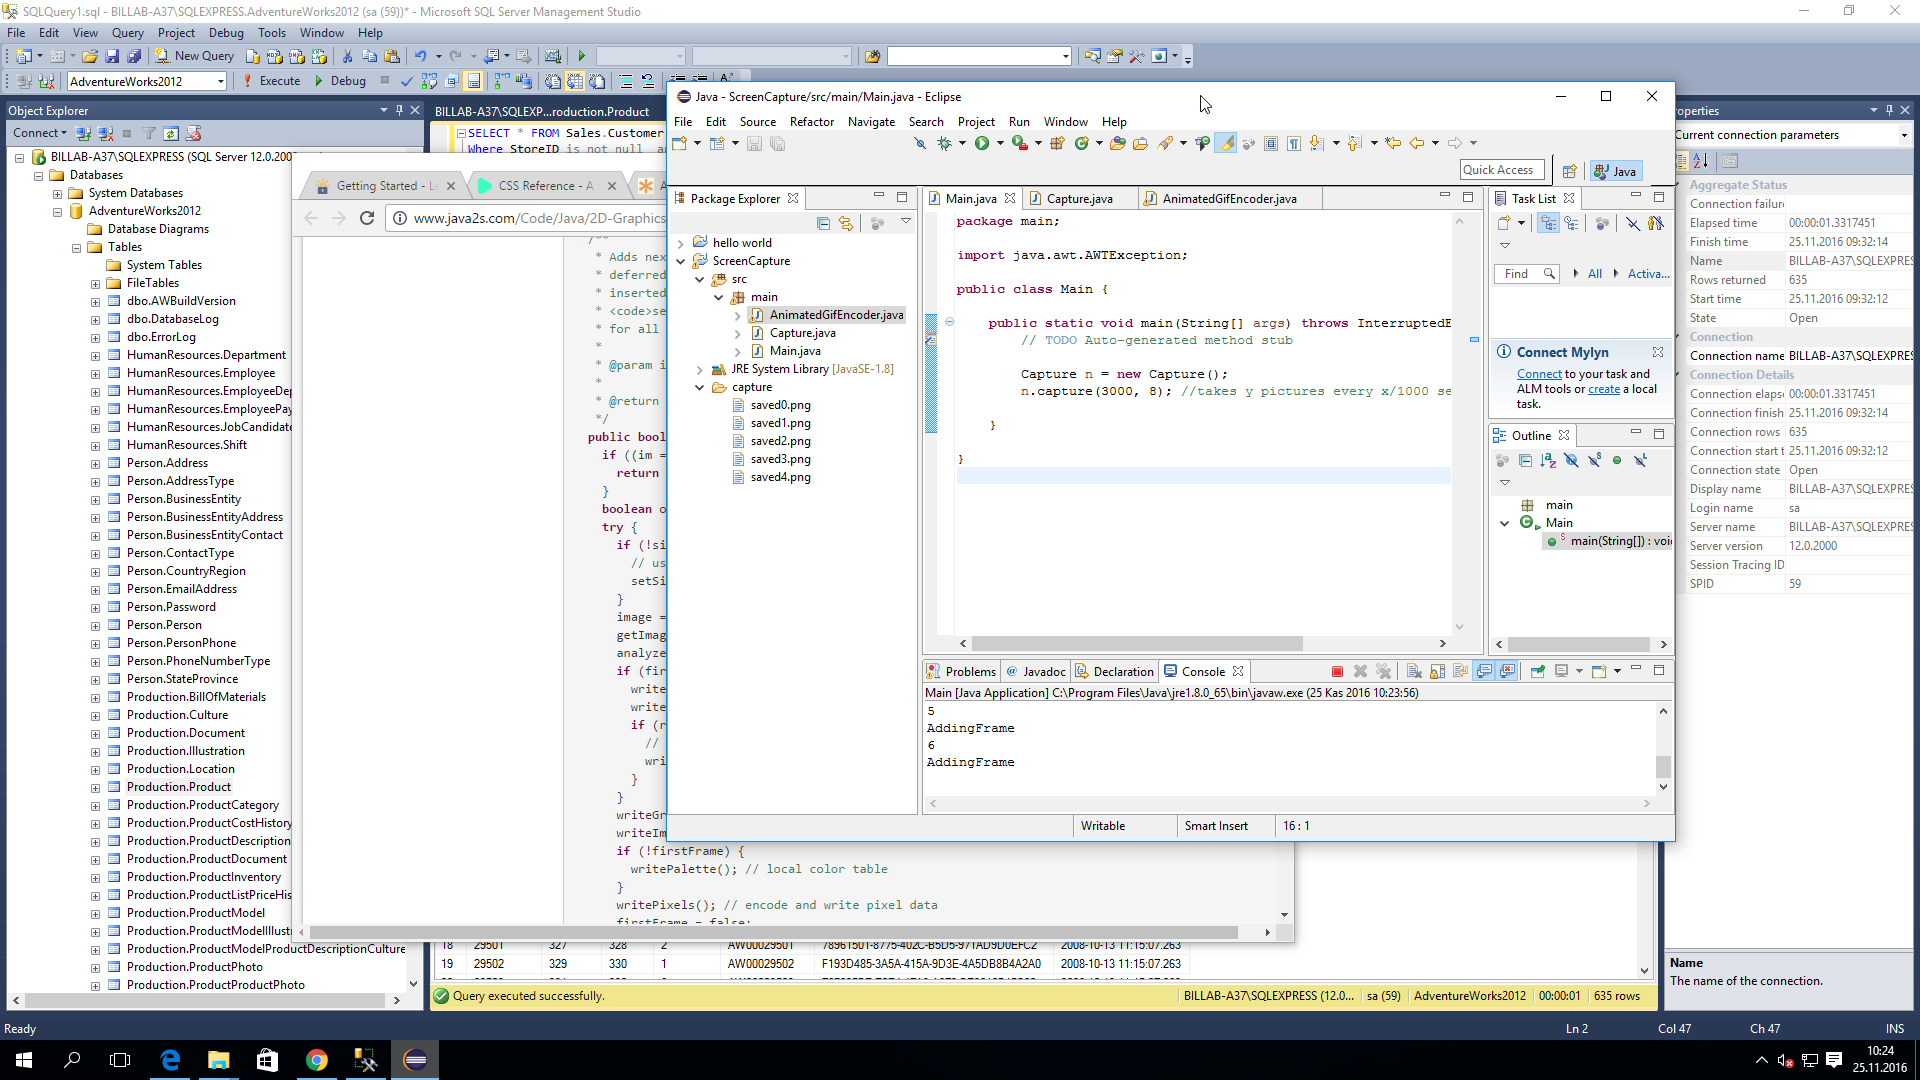 SQLQuery1.sql - BILLAB-A37\SQLEXPRESS.AdventureWorks2012 (sa (59))* - Microsoft SQL Server Management Studio
File Edit View Query Project Debug Tools Window Help
New Query
AdventureWorks2012 Execute Debug
Object Explorer
Connect
BILLAB-A37\SQLEXPRESS (SQL Server 12.0.200
Databases
System Databases
AdventureWorks2012
Database Diagrams
Tables
System Tables
FileTables
dbo.AWBuildVersion
dbo.DatabaseLog
dbo.ErrorLog
HumanResources.Department
HumanResources.Employee
HumanResources.EmployeeDep
HumanResources.EmployeePay
HumanResources.JobCandidate
HumanResources.Shift
Person.Address
Person.AddressType
Person.BusinessEntity
Person.BusinessEntityAddress
Person.BusinessEntityContact
Person.ContactType
Person.CountryRegion
Person.EmailAddress
Person.Password
Person.Person
Person.PersonPhone
Person.PhoneNumberType
Person.StateProvince
Production.BillOfMaterials
Production.Culture
Production.Document
Production.Illustration
Production.Location
Production.Product
Production.ProductCategory
Production.ProductCostHistory
Production.ProductDescription
Production.ProductDocument
Production.ProductInventory
Production.ProductListPriceHis
Production.ProductModel
Production.ProductModelIllustr
Production.ProductModelProductDescriptionCulture
Production.ProductPhoto
Production.ProductProductPhoto
BILLAB-A37\SQLEXP...roduction.Product
SELECT * FROM Sales.Customer
Where StoreID is not null
Getting Started - L
CSS Reference - A
www.java2s.com/Code/Java/2D-Graphics
/**
* Adds nex
* deferred
* inserted
* <code>se
* for all
*
* @param i
*
* @return
*/
public bool
if ((im =
return
}
boolean o
try {
if (!si
// us
setSi
}
image =
getImag
analyze
if (fir
write
write
if (r
//
wri
}
}
writeGr
writeIm
if (!firstFrame) {
writePalette(); // local color table
}
writePixels(); // encode and write pixel data
firstFrame = false;
Java - ScreenCapture/src/main/Main.java - Eclipse
File Edit Source Refactor Navigate Search Project Run Window Help
Quick Access Java
Package Explorer
hello world
ScreenCapture
src
main
AnimatedGifEncoder.java
Capture.java
Main.java
JRE System Library [JavaSE-1.8]
capture
saved0.png
saved1.png
saved2.png
saved3.png
saved4.png
Main.java Capture.java AnimatedGifEncoder.java
package main;
import java.awt.AWTException;
public class Main {
public static void main(String[] args) throws InterruptedE
// TODO Auto-generated method stub
Capture n = new Capture();
n.capture(3000, 8); //takes y pictures every x/1000 se
}
}
Task List
Find All Activa...
Connect Mylyn
Connect to your task and
ALM tools or create a local
task.
Outline
main
Main
main(String[]) : voi
Problems Javadoc Declaration Console
Main [Java Application] C:\Program Files\Java\jre1.8.0_65\bin\javaw.exe (25 Kas 2016 10:23:56)
5
AddingFrame
6
AddingFrame
Writable Smart Insert 16 : 1
roperties
Current connection parameters
Aggregate Status
Connection failure
Elapsed time 00:00:01.3317451
Finish time 25.11.2016 09:32:14
Name BILLAB-A37\SQLEXPRES
Rows returned 635
Start time 25.11.2016 09:32:12
State Open
Connection
Connection name BILLAB-A37\SQLEXPRES
Connection Details
Connection elaps 00:00:01.3317451
Connection finish 25.11.2016 09:32:14
Connection rows 635
Connection start t 25.11.2016 09:32:12
Connection state Open
Display name BILLAB-A37\SQLEXPRES
Login name sa
Server name BILLAB-A37\SQLEXPRES
Server version 12.0.2000
Session Tracing ID
SPID 59
Name
The name of the connection.
18 29501 327 328 2 AW00029501 78961501-8775-402C-B5D5-971AD9D0EFC2 2008-10-13 11:15:07.263
19 29502 329 330 1 AW00029502 F193D485-3A5A-415A-9D3E-4A5DB8B4A2A0 2008-10-13 11:15:07.263
Query executed successfully. BILLAB-A37\SQLEXPRESS (12.0... sa (59) AdventureWorks2012 00:00:01 635 rows
Ready Ln 2 Col 47 Ch 47 INS
10:24
25.11.2016